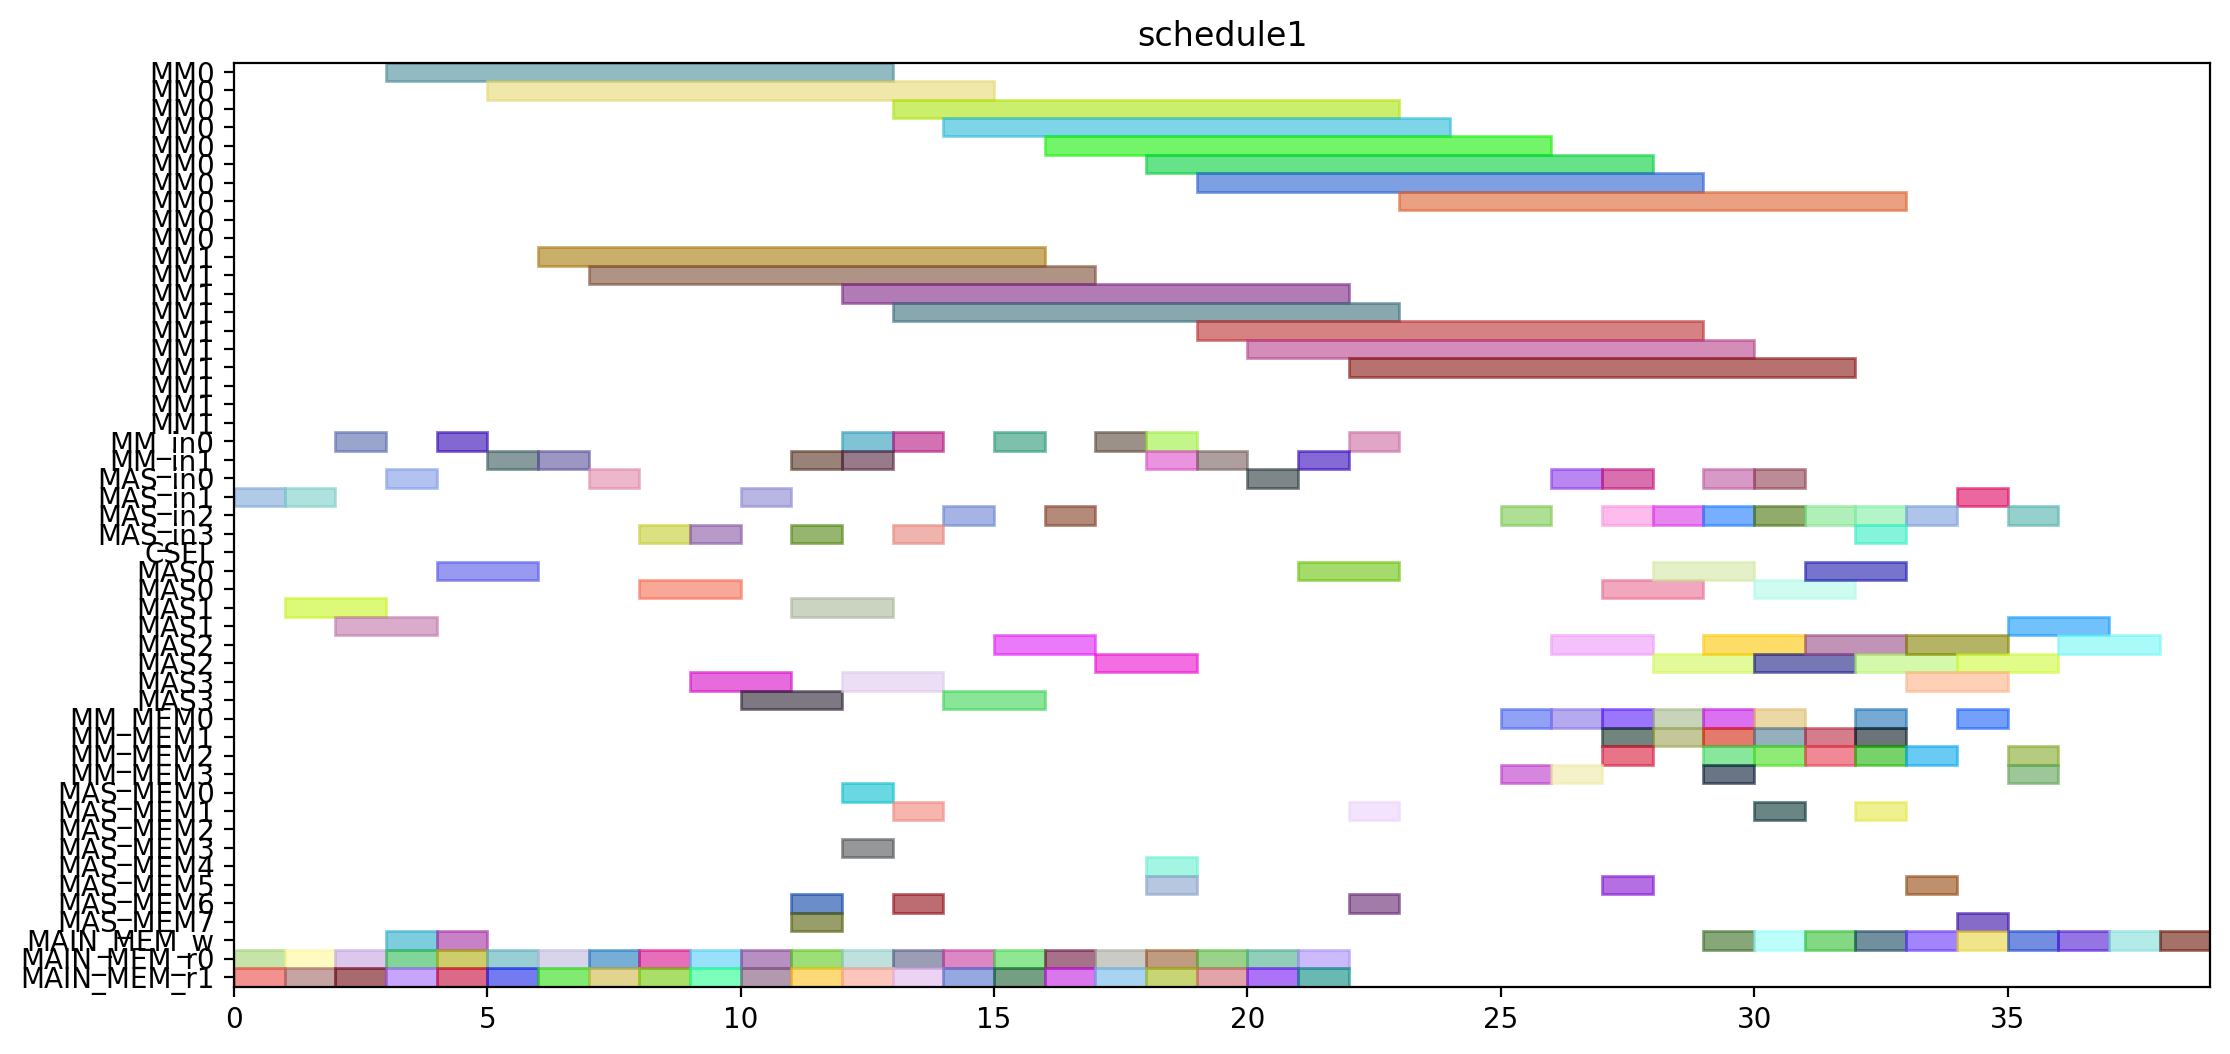 schedule1
MM0
MM0
MM0
MM0
MM0
MM0
MM0
MM0
MM0
MM0
MM1
MM1
MM1
MM1
MM1
MM1
MM1
MM1
MM1
MM1
MM_in0
MM_in1
MAS_in0
MAS_in1
MAS_in2
MAS_in3
CSEL
MAS0
MAS0
MAS1
MAS1
MAS2
MAS2
MAS3
MAS3
MM_MEM0
MM_MEM1
MM_MEM2
MM_MEM3
MAS_MEM0
MAS_MEM1
MAS_MEM2
MAS_MEM3
MAS_MEM4
MAS_MEM5
MAS_MEM6
MAS_MEM7
MAIN_MEM_w
MAIN_MEM_r0
MAIN_MEM_r1
0 5 10 15 20 25 30 35